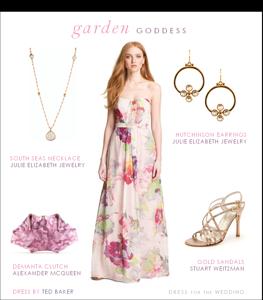 garden GODDESS
HUTCHINSON EARRINGS
JULIE ELIZABETH JEWELRY
SOUTH SEAS NECKLACE
JULIE ELIZABETH JEWELRY
DEMANTA CLUTCH
ALEXANDER MCQUEEN
GOLD SANDALS
STUART WEITZMAN
DRESS BY TED BAKER
DRESS FOR THE WEDDING